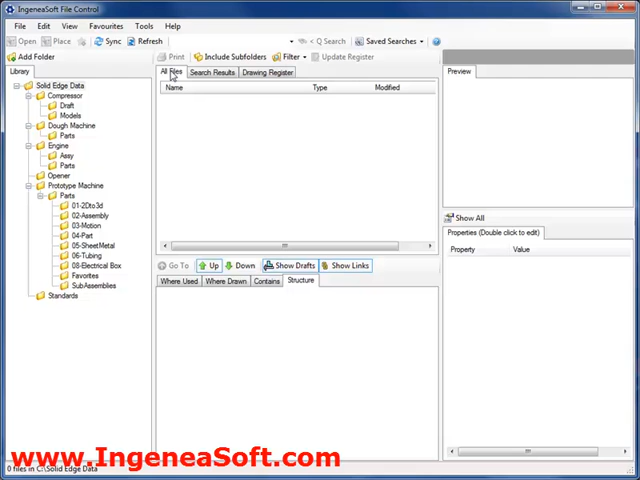 IngeneaSoft File Control
File Edit View Favourites Tools Help
Open Place Sync Refresh < Q Search Saved Searches
Add Folder Print Include Subfolders Filter Update Register
Library All Files Search Results Drawing Register Preview
Name Type Modified
Solid Edge Data
Compressor
Draft
Models
Dough Machine
Parts
Engine
Assy
Parts
Opener
Prototype Machine
Parts
01-2Dto3d
02-Assembly
03-Motion
04-Part
05-SheetMetal
06-Tubing
08-Electrical Box
Favorites
SubAssemblies
Standards
Go To Up Down Show Drafts Show Links
Where Used Where Drawn Contains Structure
Show All
Properties (Double click to edit)
Property Value
www.IngeneaSoft.com
0 files in C:\Solid Edge Data